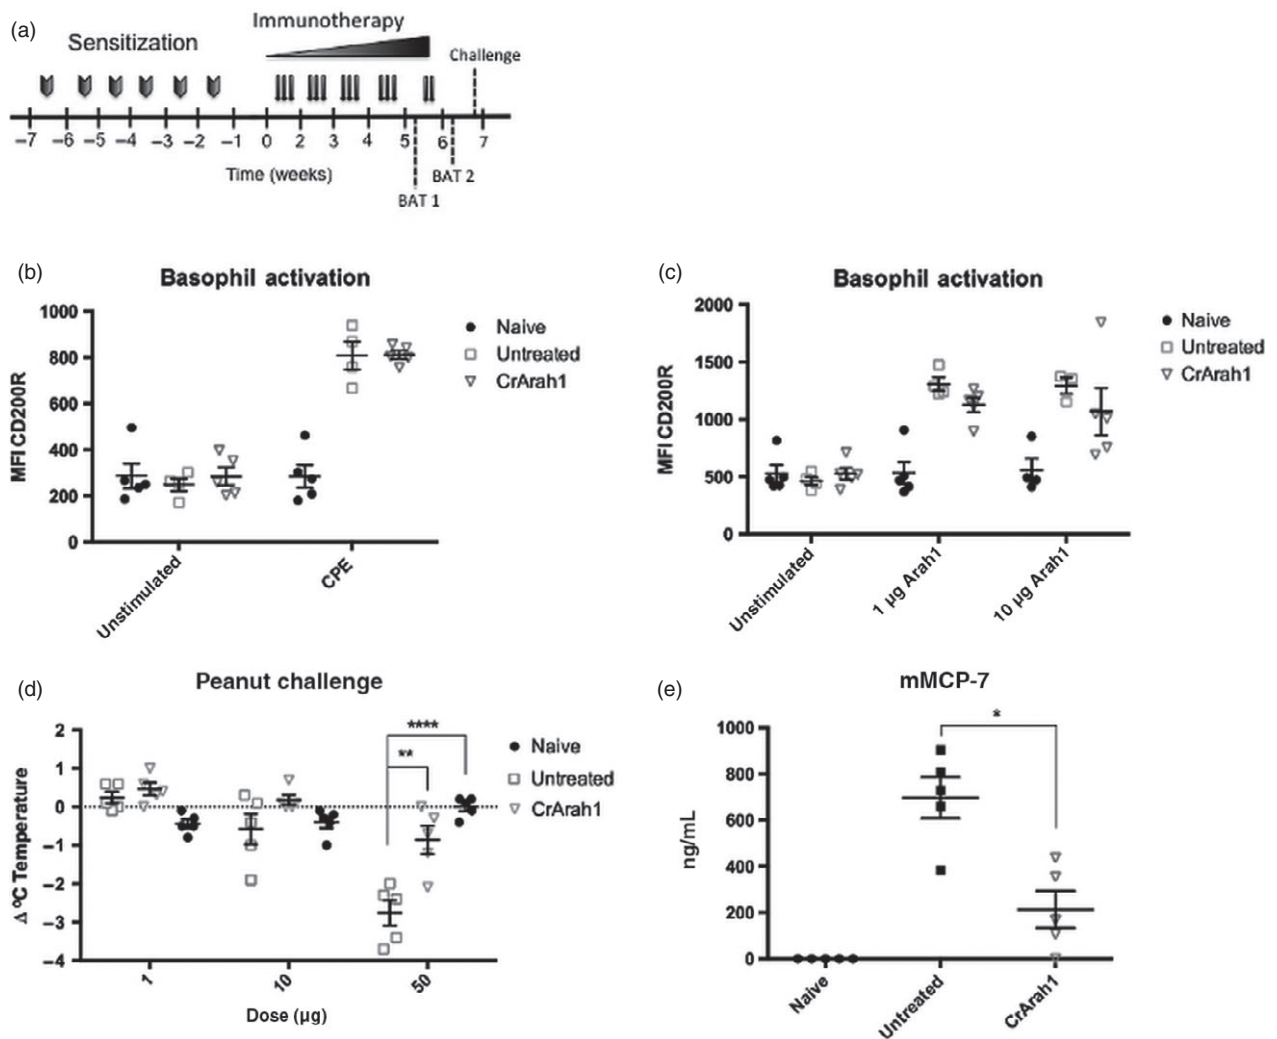 (a)
Immunotherapy
Sensitization
Challenge
–7 –6 –5 –4 –3 –2 –1 0 2 3 4 5 6 7
Time (weeks)
BAT 2
BAT 1
(b)
Basophil activation
MFI CD200R
1000
800
600
400
200
0
Unstimulated
CPE
Naive
Untreated
CrArah1
(c)
Basophil activation
MFI CD200R
2000
1500
1000
500
0
Unstimulated
1 µg Arah1
10 µg Arah1
Naive
Untreated
CrArah1
(d)
Peanut challenge
Δ ºC Temperature
2
1
0
–1
–2
–3
–4
**
****
1
10
50
Dose (µg)
Naive
Untreated
CrArah1
(e)
mMCP-7
ng/mL
1000
800
600
400
200
0
*
Naive
Untreated
CrArah1